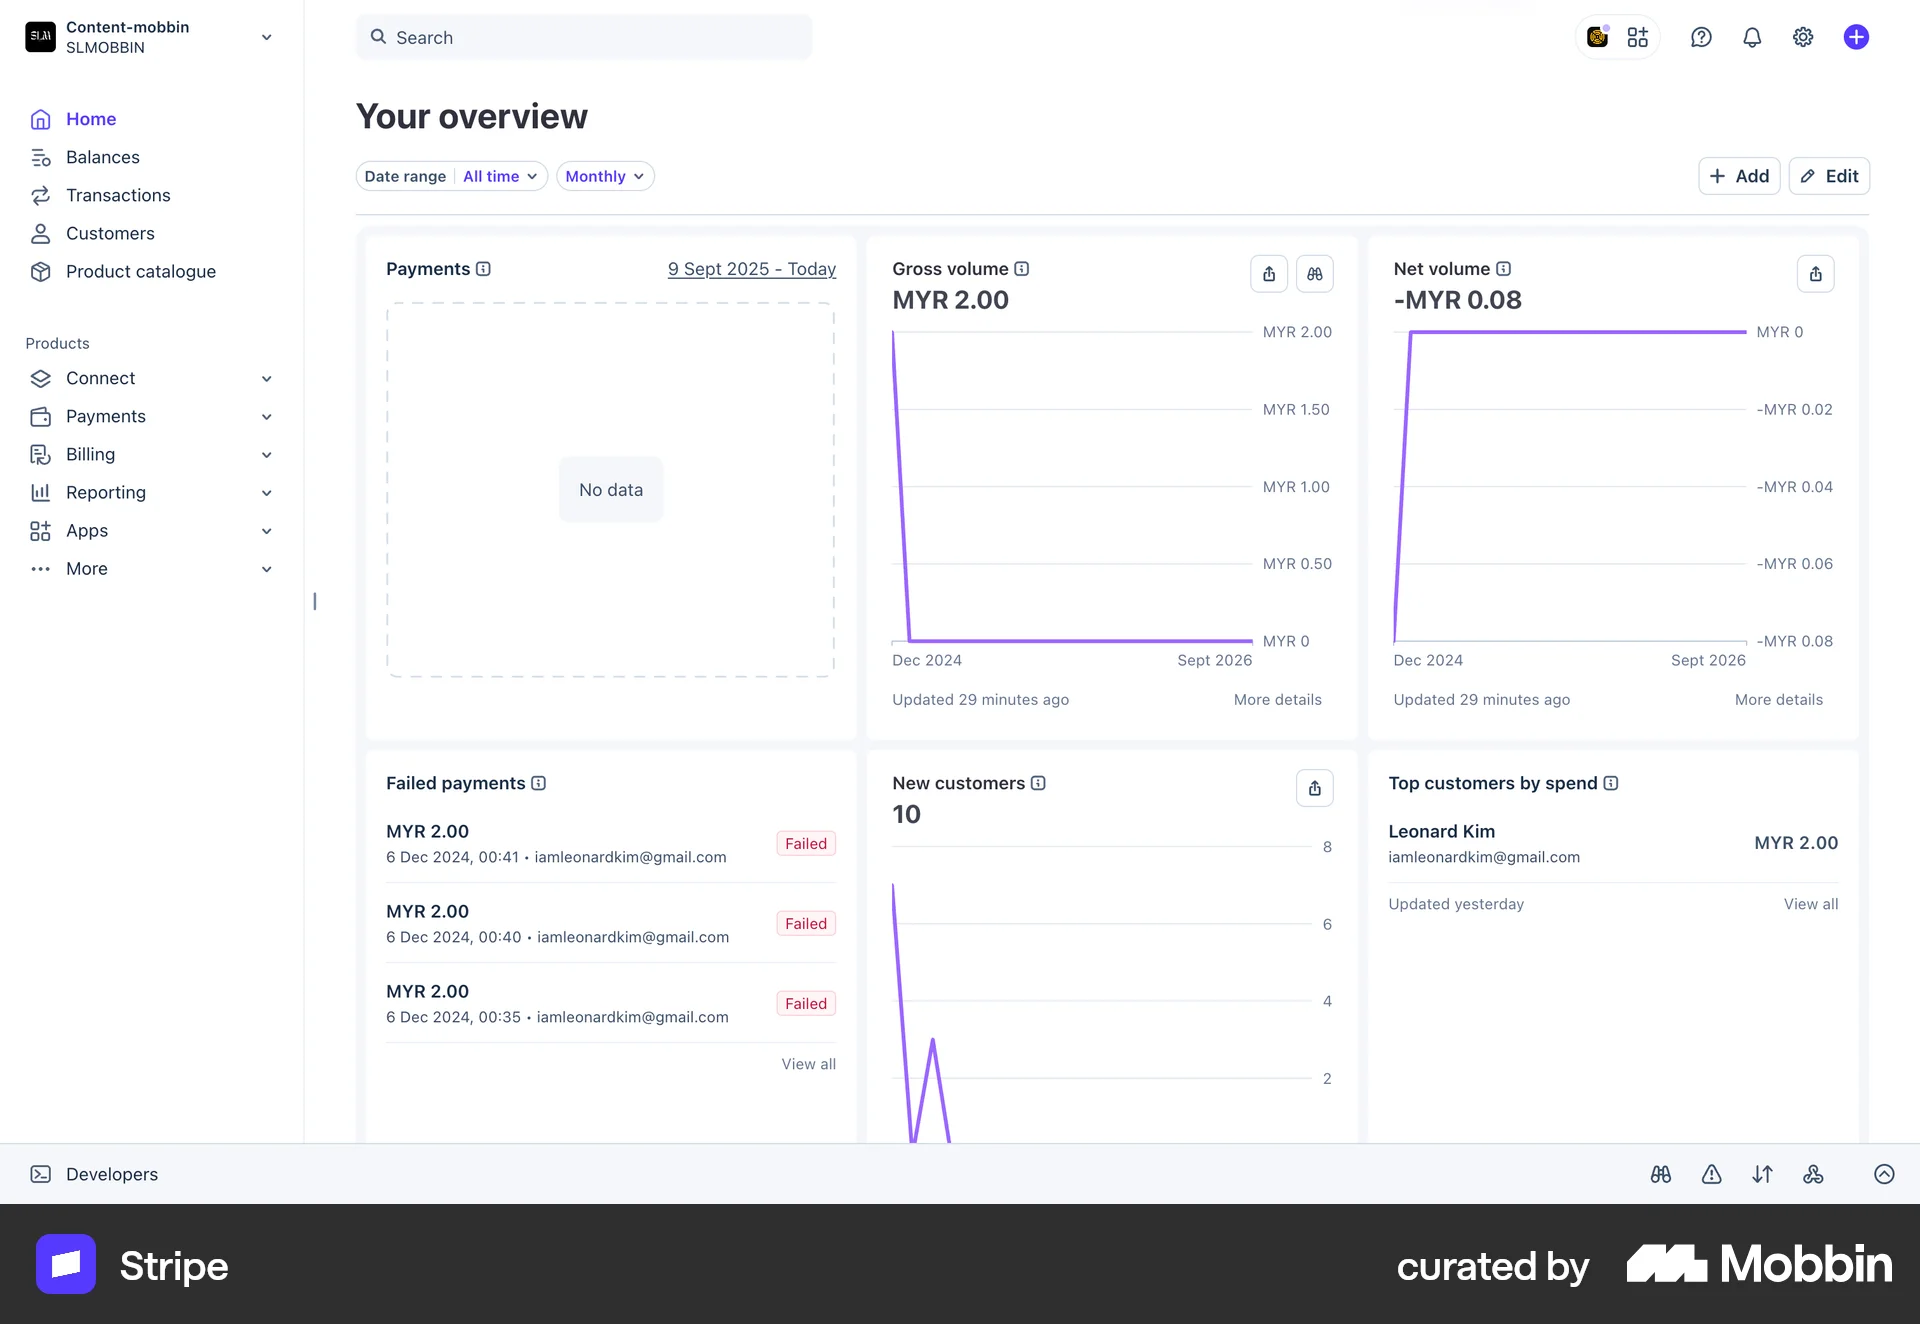 SLM
Content-mobbin
SLMOBBIN
Search
Home
Balances
Transactions
Customers
Product catalogue
Products
Connect
Payments
Billing
Reporting
Apps
More
Your overview
Date range All time Monthly
Add Edit
Payments
9 Sept 2025 - Today
No data
Gross volume
MYR 2.00
MYR 2.00
MYR 1.50
MYR 1.00
MYR 0.50
MYR 0
Dec 2024 Sept 2026
Updated 29 minutes ago More details
Net volume
-MYR 0.08
MYR 0
-MYR 0.02
-MYR 0.04
-MYR 0.06
-MYR 0.08
Dec 2024 Sept 2026
Updated 29 minutes ago More details
Failed payments
MYR 2.00
6 Dec 2024, 00:41 • iamleonardkim@gmail.com
Failed
MYR 2.00
6 Dec 2024, 00:40 • iamleonardkim@gmail.com
Failed
MYR 2.00
6 Dec 2024, 00:35 • iamleonardkim@gmail.com
Failed
View all
New customers
10
8
6
4
2
Top customers by spend
Leonard Kim
iamleonardkim@gmail.com
MYR 2.00
Updated yesterday View all
Developers
Stripe
curated by Mobbin